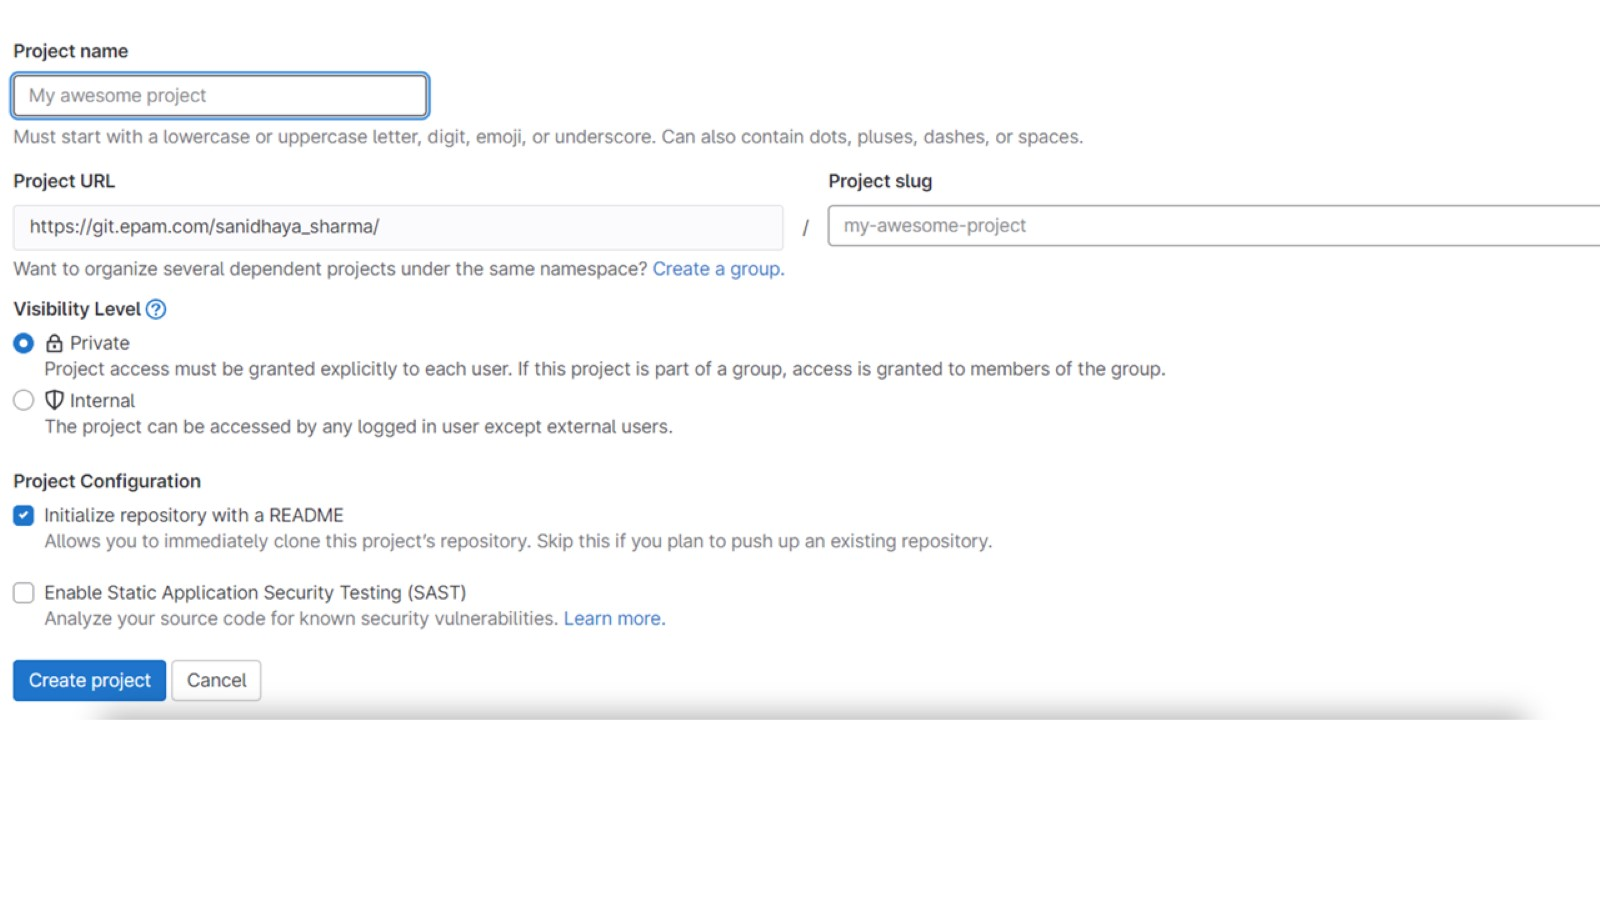 Project name
My awesome project
Must start with a lowercase or uppercase letter, digit, emoji, or underscore. Can also contain dots, pluses, dashes, or spaces.
Project URL
Project slug
https://git.epam.com/sanidhaya_sharma/
/
my-awesome-project
Want to organize several dependent projects under the same namespace? Create a group.
Visibility Level
Private
Project access must be granted explicitly to each user. If this project is part of a group, access is granted to members of the group.
Internal
The project can be accessed by any logged in user except external users.
Project Configuration
Initialize repository with a README
Allows you to immediately clone this project's repository. Skip this if you plan to push up an existing repository.
Enable Static Application Security Testing (SAST)
Analyze your source code for known security vulnerabilities. Learn more.
Create project
Cancel